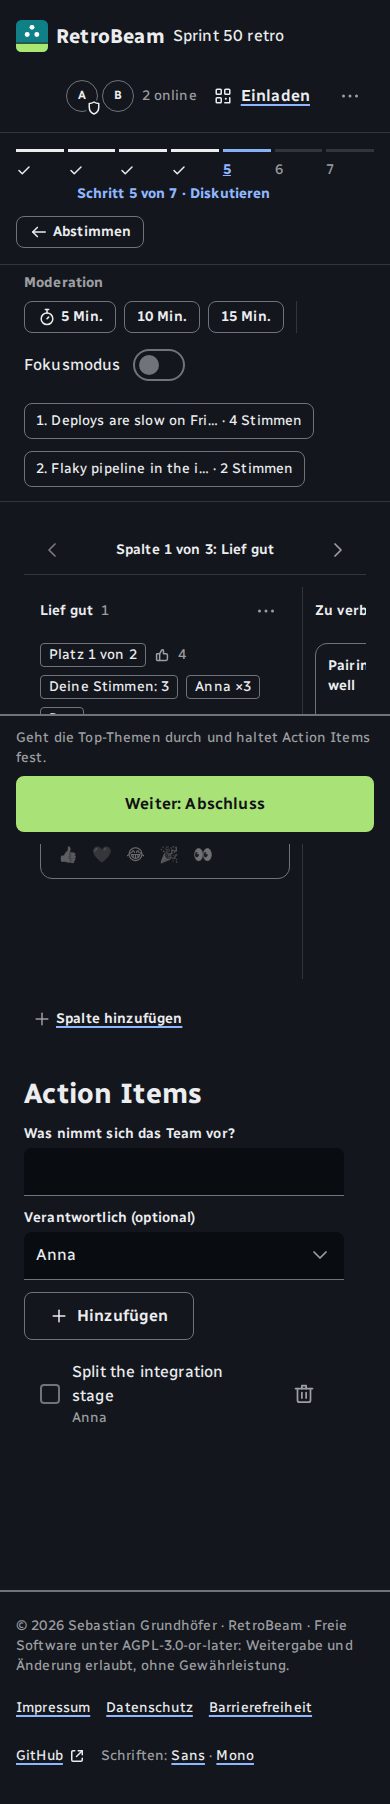 RetroBeam Sprint 50 retro
A B 2 online Einladen
5 6 7
Schritt 5 von 7 · Diskutieren
Abstimmen
Moderation
5 Min. 10 Min. 15 Min.
Fokusmodus
1. Deploys are slow on Fri... · 4 Stimmen
2. Flaky pipeline in the i... · 2 Stimmen
Spalte 1 von 3: Lief gut
Lief gut 1
Zu verb
Platz 1 von 2 4
Deine Stimmen: 3 Anna ×3
Pairin
well
Geht die Top-Themen durch und haltet Action Items
fest.
Weiter: Abschluss
Spalte hinzufügen
Action Items
Was nimmt sich das Team vor?
Verantwortlich (optional)
Anna
Hinzufügen
Split the integration
stage
Anna
© 2026 Sebastian Grundhöfer · RetroBeam · Freie
Software unter AGPL-3.0-or-later: Weitergabe und
Änderung erlaubt, ohne Gewährleistung.
Impressum Datenschutz Barrierefreiheit
GitHub Schriften: Sans · Mono